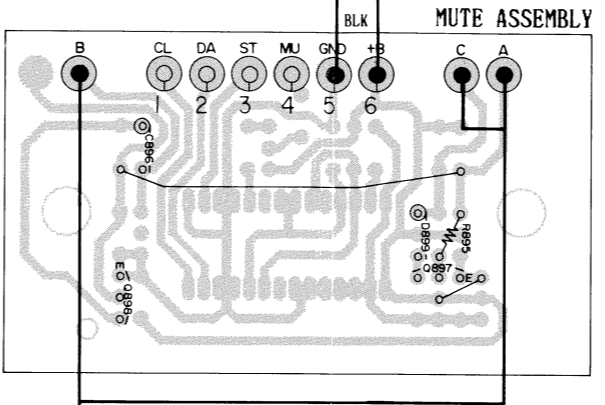 BLK
MUTE ASSEMBLY
B CL DA ST MU GND +B C A
1 2 3 4 5 6
C896
D899
R895
Q897
E
E
Q898